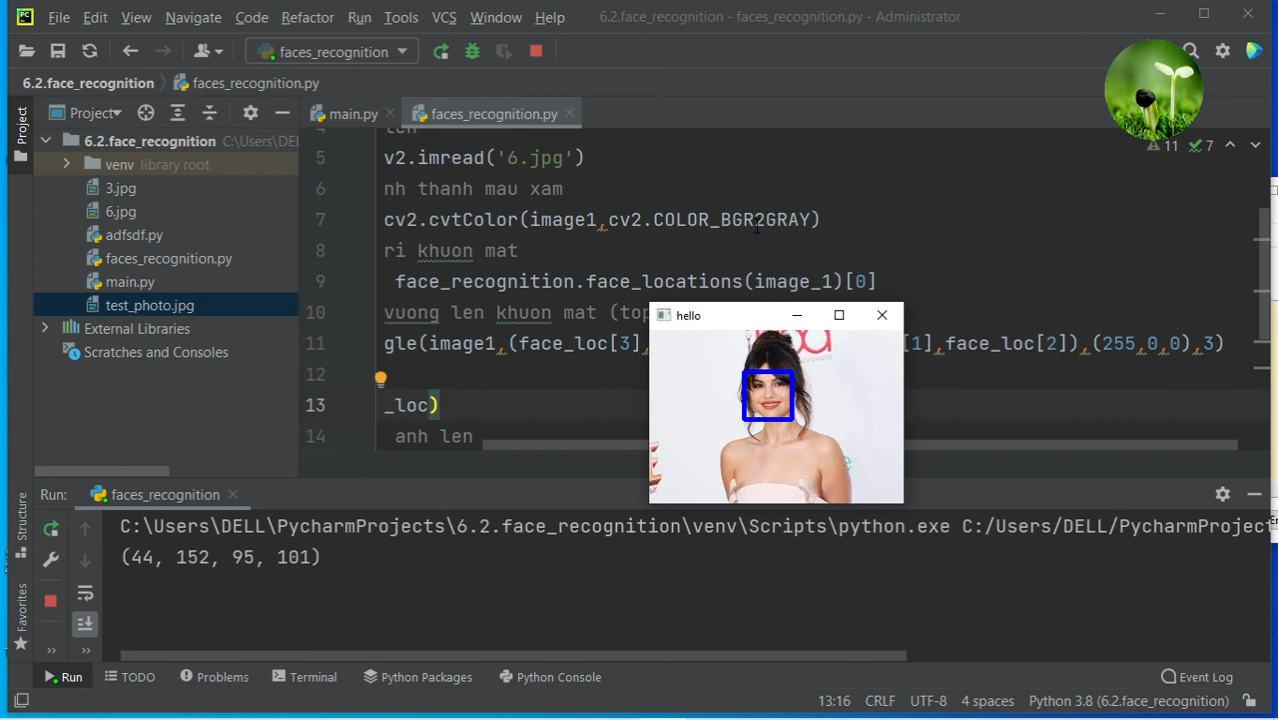 File Edit View Navigate Code Refactor Run Tools VCS Window Help 6.2.face_recognition - faces_recognition.py - Administrator
faces_recognition
6.2.face_recognition faces_recognition.py
Project main.py faces_recognition.py
Project
6.2.face_recognition C:\Users\DEL
venv library root
3.jpg
6.jpg
adfsdf.py
faces_recognition.py
main.py
test_photo.jpg
External Libraries
Scratches and Consoles
11 7
5 v2.imread('6.jpg')
6 nh thanh mau xam
7 cv2.cvtColor(image1,cv2.COLOR_BGR2GRAY)
8 ri khuon mat
9 face_recognition.face_locations(image_1)[0]
10 vuong len khuon mat (top
11 gle(image1,(face_loc[3], [1],face_loc[2]),(255,0,0),3)
12
13 _loc)
14 anh len
hello
Structure
Favorites
Run: faces_recognition
C:\Users\DELL\PycharmProjects\6.2.face_recognition\venv\Scripts\python.exe C:/Users/DELL/PycharmProject
(44, 152, 95, 101)
Run TODO Problems Terminal Python Packages Python Console Event Log
13:16 CRLF UTF-8 4 spaces Python 3.8 (6.2.face_recognition)